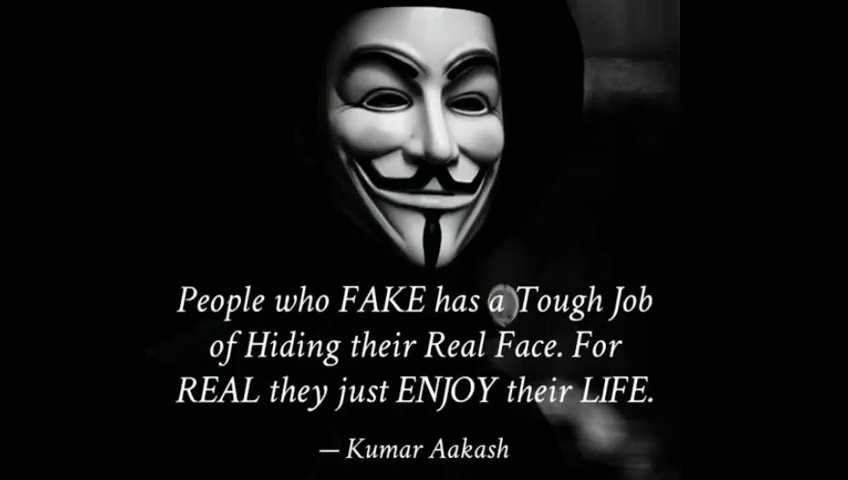 People who FAKE has a Tough Job
of Hiding their Real Face. For
REAL they just ENJOY their LIFE.
— Kumar Aakash